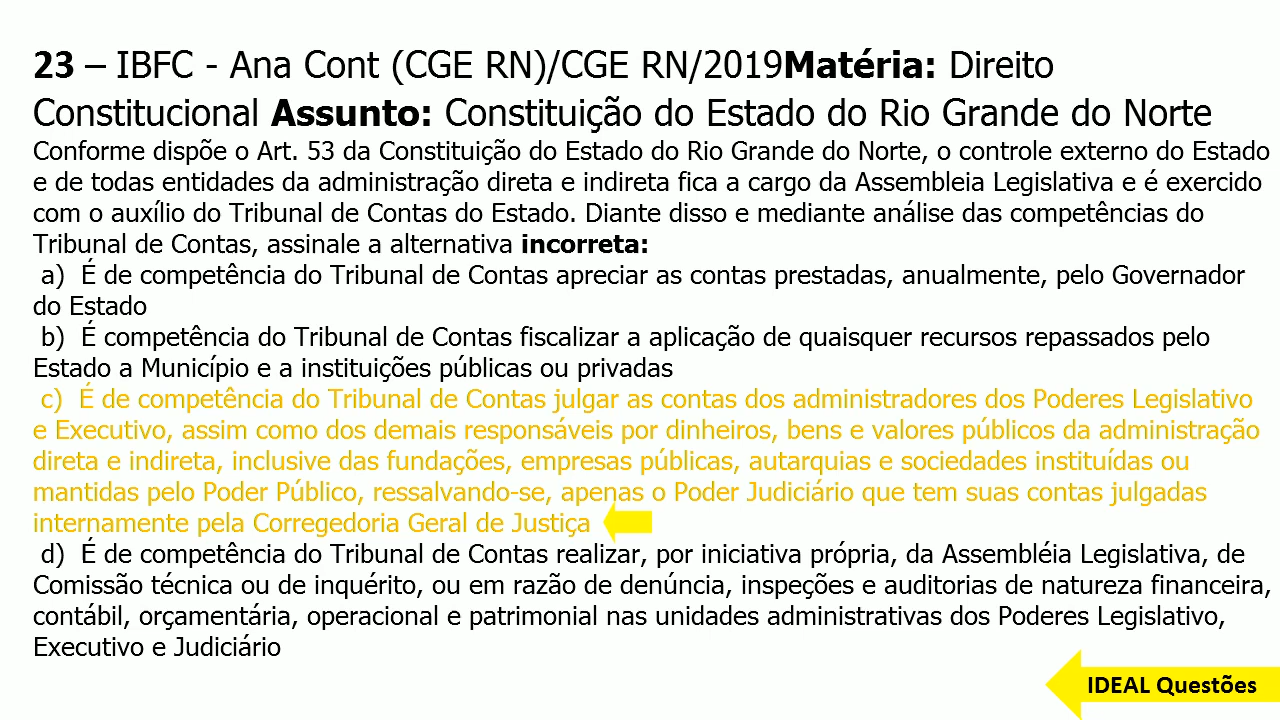 23 – IBFC - Ana Cont (CGE RN)/CGE RN/2019Matéria: Direito
Constitucional Assunto: Constituição do Estado do Rio Grande do Norte
Conforme dispõe o Art. 53 da Constituição do Estado do Rio Grande do Norte, o controle externo do Estado
e de todas entidades da administração direta e indireta fica a cargo da Assembleia Legislativa e é exercido
com o auxílio do Tribunal de Contas do Estado. Diante disso e mediante análise das competências do
Tribunal de Contas, assinale a alternativa incorreta:
a) É de competência do Tribunal de Contas apreciar as contas prestadas, anualmente, pelo Governador
do Estado
b) É competência do Tribunal de Contas fiscalizar a aplicação de quaisquer recursos repassados pelo
Estado a Município e a instituições públicas ou privadas
c) É de competência do Tribunal de Contas julgar as contas dos administradores dos Poderes Legislativo
e Executivo, assim como dos demais responsáveis por dinheiros, bens e valores públicos da administração
direta e indireta, inclusive das fundações, empresas públicas, autarquias e sociedades instituídas ou
mantidas pelo Poder Público, ressalvando-se, apenas o Poder Judiciário que tem suas contas julgadas
internamente pela Corregedoria Geral de Justiça
d) É de competência do Tribunal de Contas realizar, por iniciativa própria, da Assembléia Legislativa, de
Comissão técnica ou de inquérito, ou em razão de denúncia, inspeções e auditorias de natureza financeira,
contábil, orçamentária, operacional e patrimonial nas unidades administrativas dos Poderes Legislativo,
Executivo e Judiciário
IDEAL Questões